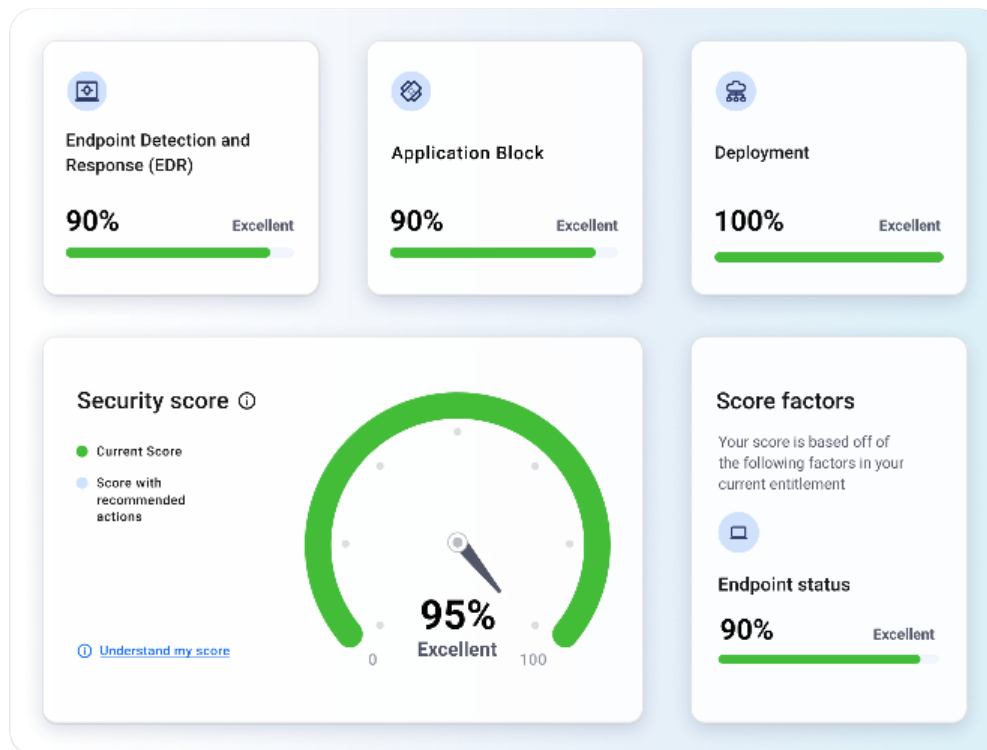 Endpoint Detection and
Response (EDR)
90%
Excellent
Application Block
90%
Excellent
Deployment
100%
Excellent
Security score
Current Score
Score with
recommended
actions
Understand my score
95%
Excellent
0
100
Score factors
Your score is based off of
the following factors in your
current entitlement
Endpoint status
90%
Excellent